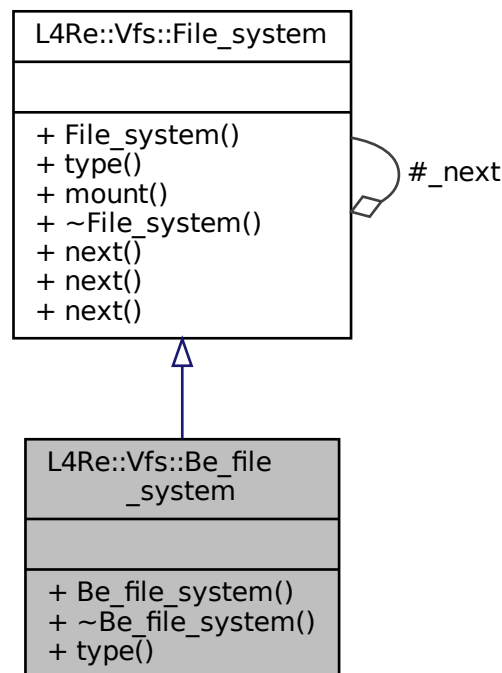 L4Re::Vfs::File_system
+ File_system()
+ type()
+ mount()
+ ~File_system()
+ next()
+ next()
+ next()
#_next
L4Re::Vfs::Be_file
_system
+ Be_file_system()
+ ~Be_file_system()
+ type()